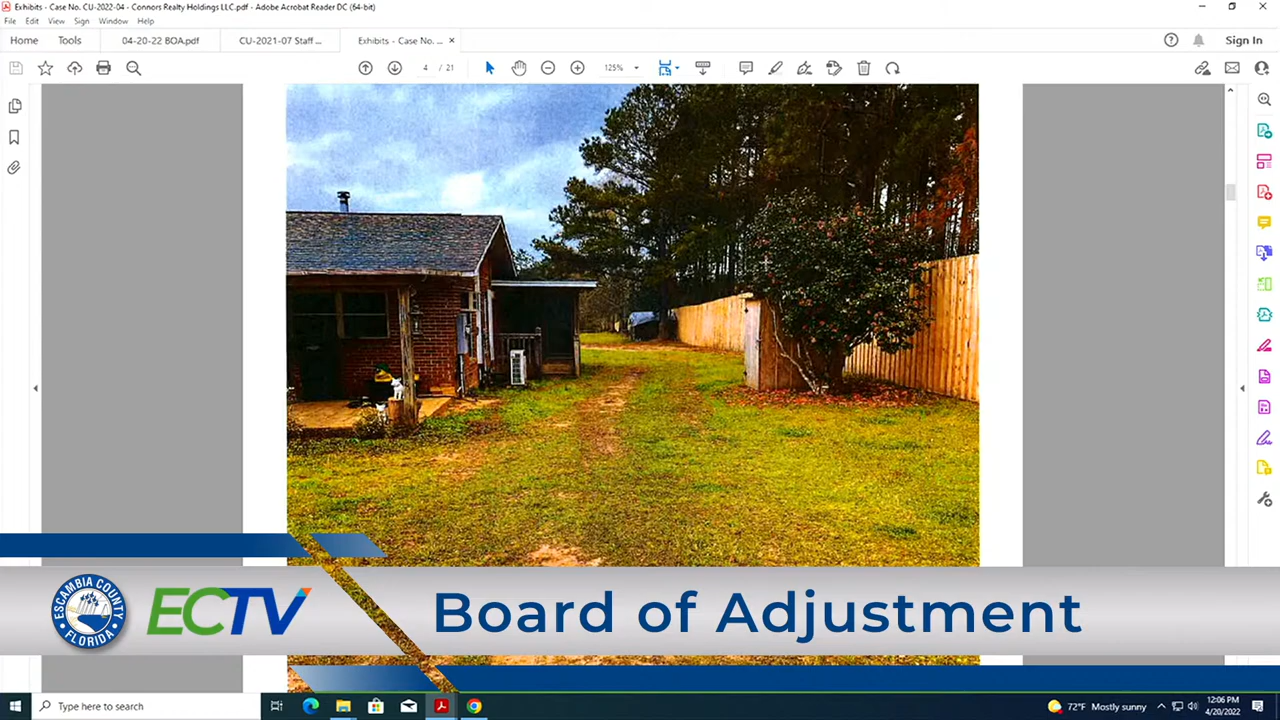 Exhibits - Case No. CU-2022-04 - Connors Realty Holdings LLC.pdf - Adobe Acrobat Reader DC (64-bit)
File Edit View Sign Window Help
Home Tools 04-20-22 BOA.pdf CU-2021-07 Staff ... Exhibits - Case No. ... Sign In
4 / 21 125%
ESCAMBIA COUNTY
FLORIDA
ECTV
Board of Adjustment
Type here to search
72°F Mostly sunny
12:06 PM
4/20/2022